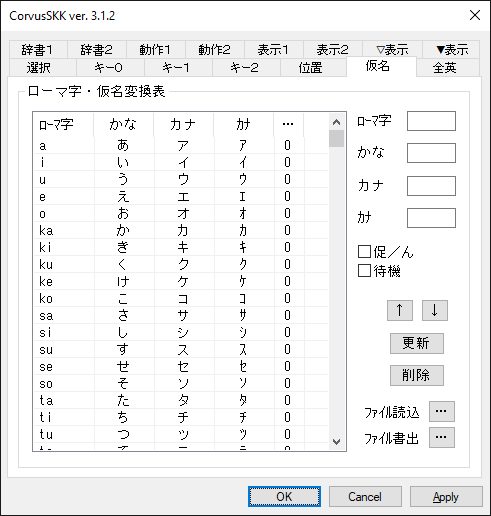 CorvusSKK ver. 3.1.2
辞書1 辞書2 動作1 動作2 表示1 表示2 ▽表示 ▼表示
選択 キー0 キー1 キー2 位置 仮名 全英
ローマ字・仮名変換表
ﾛｰﾏ字 かな カナ ｶﾅ …
a あ ア ｱ 0
i い イ ｲ 0
u う ウ ｳ 0
e え エ ｴ 0
o お オ ｵ 0
ka か カ ｶ 0
ki き キ ｷ 0
ku く ク ｸ 0
ke け ケ ｹ 0
ko こ コ ｺ 0
sa さ サ ｻ 0
si し シ ｼ 0
su す ス ｽ 0
se せ セ ｾ 0
so そ ソ ｿ 0
ta た タ ﾀ 0
ti ち チ ﾁ 0
tu つ ツ ﾂ 0
ﾛｰﾏ字
かな
カナ
ｶﾅ
促／ん
待機
↑ ↓
更新
削除
ﾌｧｲﾙ読込 …
ﾌｧｲﾙ書出 …
OK Cancel Apply